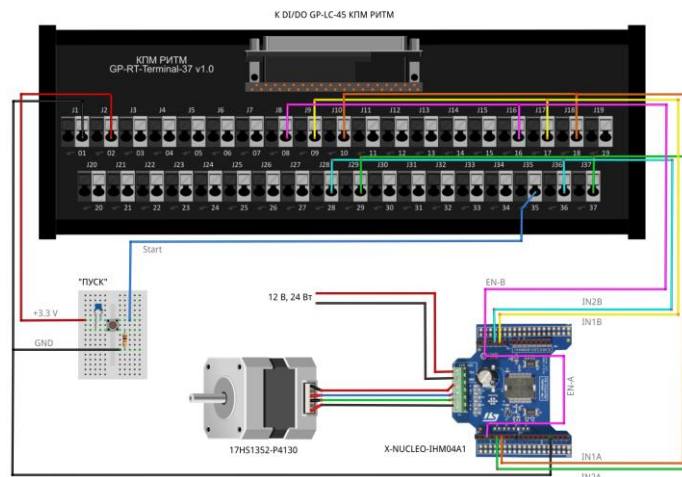 К DI/DO GP-LC-45 КПМ РИТМ
КПМ РИТМ
GP-RT-Terminal-37 v1.0
J1 J2 J3 J4 J5 J6 J7 J8 J9 J10 J11 J12 J13 J14 J15 J16 J17 J18 J19
01 02 03 04 05 06 07 08 09 10 11 12 13 14 15 16 17 18 19
J20 J21 J22 J23 J24 J25 J26 J27 J28 J29 J30 J31 J32 J33 J34 J35 J36 J37
20 21 22 23 24 25 26 27 28 29 30 31 32 33 34 35 36 37
Start
"ПУСК"
EN-B
12 В, 24 Вт
IN2B
+3.3 V
IN1B
GND
EN-A
17HS1352-P4130
X-NUCLEO-IHM04A1
IN1A
IN2A